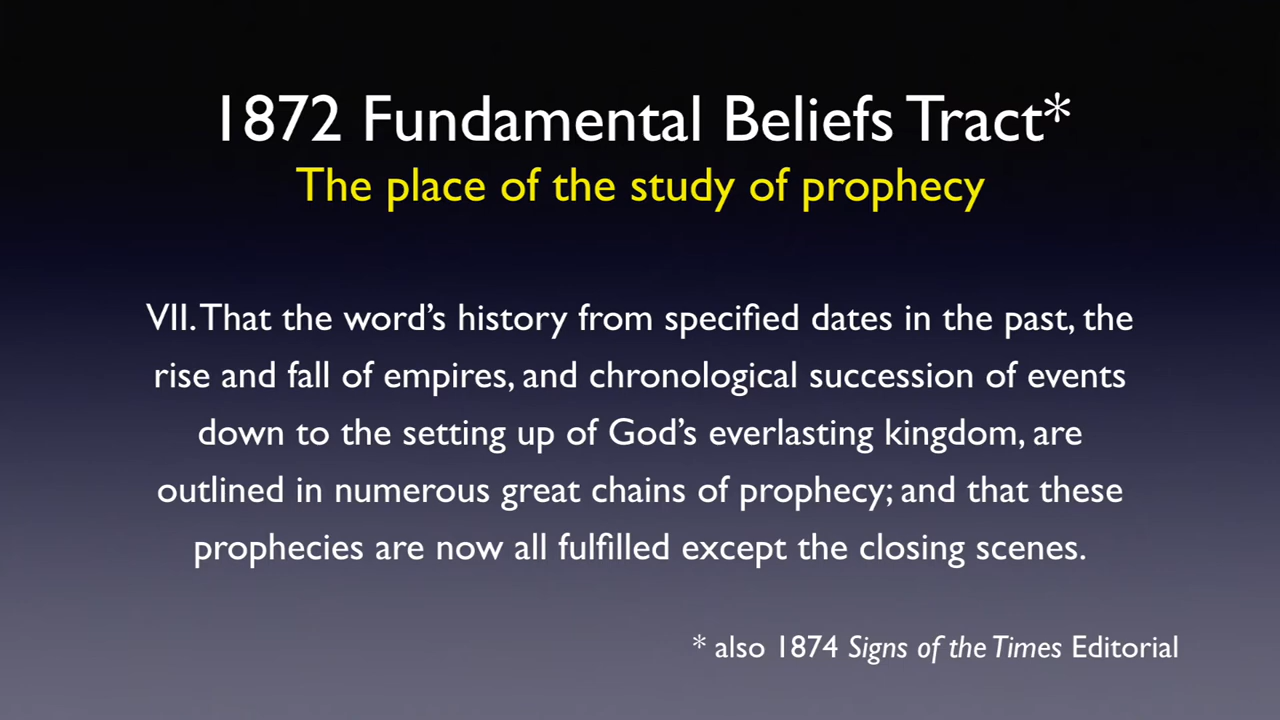 1872 Fundamental Beliefs Tract*
The place of the study of prophecy
VII. That the word’s history from specified dates in the past, the
rise and fall of empires, and chronological succession of events
down to the setting up of God’s everlasting kingdom, are
outlined in numerous great chains of prophecy; and that these
prophecies are now all fulfilled except the closing scenes.
* also 1874 Signs of the Times Editorial